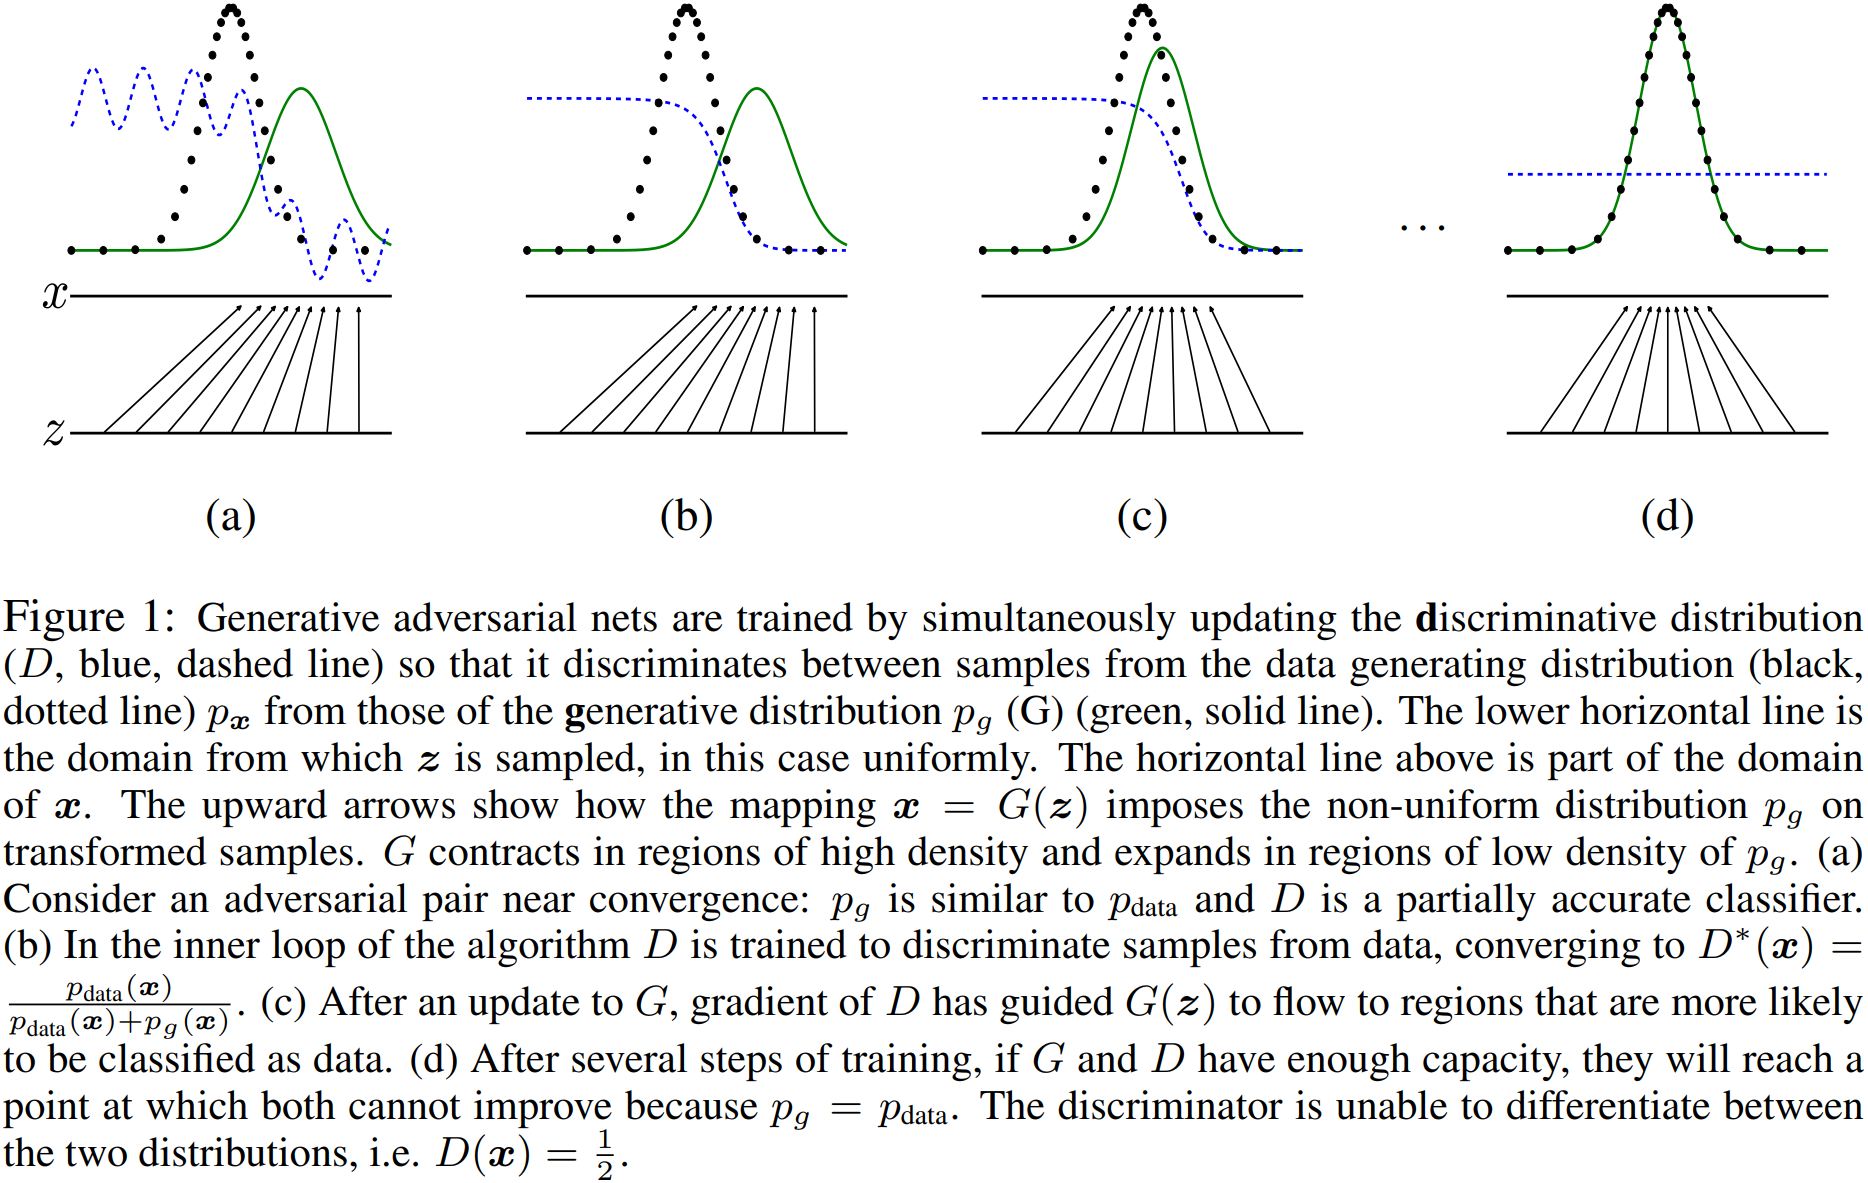 x
z
. . .
(a) (b) (c) (d)
Figure 1: Generative adversarial nets are trained by simultaneously updating the discriminative distribution
(D, blue, dashed line) so that it discriminates between samples from the data generating distribution (black,
dotted line) pₓ from those of the generative distribution p_g (G) (green, solid line). The lower horizontal line is
the domain from which z is sampled, in this case uniformly. The horizontal line above is part of the domain
of x. The upward arrows show how the mapping x = G(z) imposes the non-uniform distribution p_g on
transformed samples. G contracts in regions of high density and expands in regions of low density of p_g. (a)
Consider an adversarial pair near convergence: p_g is similar to p_data and D is a partially accurate classifier.
(b) In the inner loop of the algorithm D is trained to discriminate samples from data, converging to D*(x) =
p_data(x) / (p_data(x)+p_g(x)). (c) After an update to G, gradient of D has guided G(z) to flow to regions that are more likely
to be classified as data. (d) After several steps of training, if G and D have enough capacity, they will reach a
point at which both cannot improve because p_g = p_data. The discriminator is unable to differentiate between
the two distributions, i.e. D(x) = 1/2.